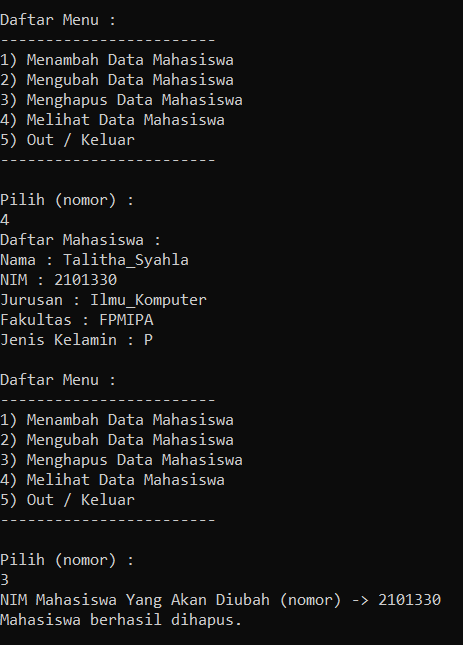 Daftar Menu :
------------------------
1) Menambah Data Mahasiswa
2) Mengubah Data Mahasiswa
3) Menghapus Data Mahasiswa
4) Melihat Data Mahasiswa
5) Out / Keluar
------------------------
Pilih (nomor) :
4
Daftar Mahasiswa :
Nama : Talitha_Syahla
NIM : 2101330
Jurusan : Ilmu_Komputer
Fakultas : FPMIPA
Jenis Kelamin : P
Daftar Menu :
------------------------
1) Menambah Data Mahasiswa
2) Mengubah Data Mahasiswa
3) Menghapus Data Mahasiswa
4) Melihat Data Mahasiswa
5) Out / Keluar
------------------------
Pilih (nomor) :
3
NIM Mahasiswa Yang Akan Diubah (nomor) -> 2101330
Mahasiswa berhasil dihapus.